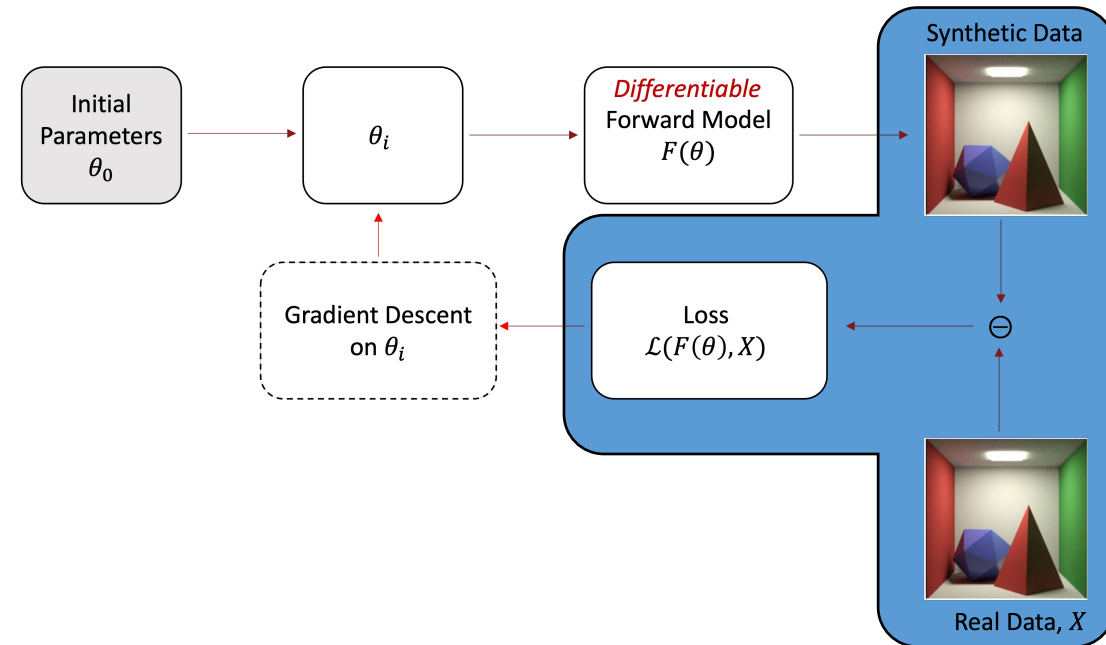 Synthetic Data
Initial
Parameters
θ₀
θᵢ
Differentiable
Forward Model
F(θ)
Gradient Descent
on θᵢ
Loss
ℒ(F(θ), X)
⊖
Real Data, X